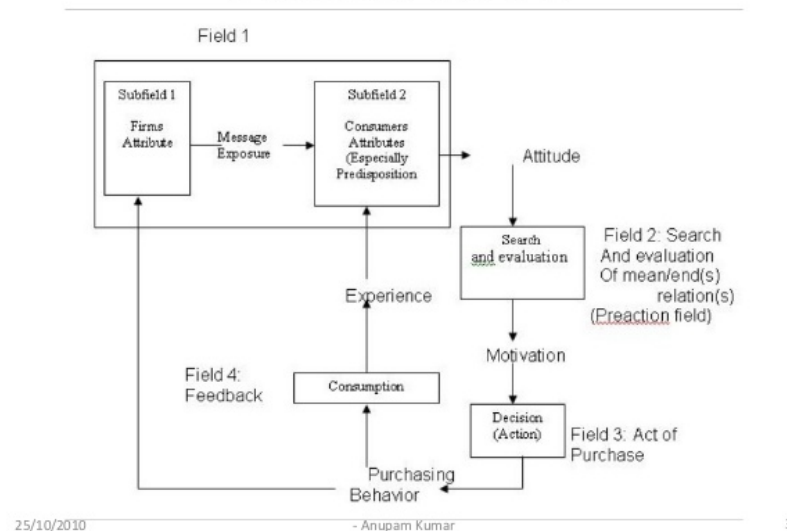 Field 1
Subfield 1
Firms
Attribute
Message
Exposure
Subfield 2
Consumers
Attributes
(Especially
Predisposition
Attitude
Search
and evaluation
Field 2: Search
And evaluation
Of mean/end(s)
relation(s)
(Preaction field)
Experience
Motivation
Field 4:
Feedback
Consumption
Decision
(Action)
Field 3: Act of
Purchase
Purchasing
Behavior
25/10/2010
- Anupam Kumar